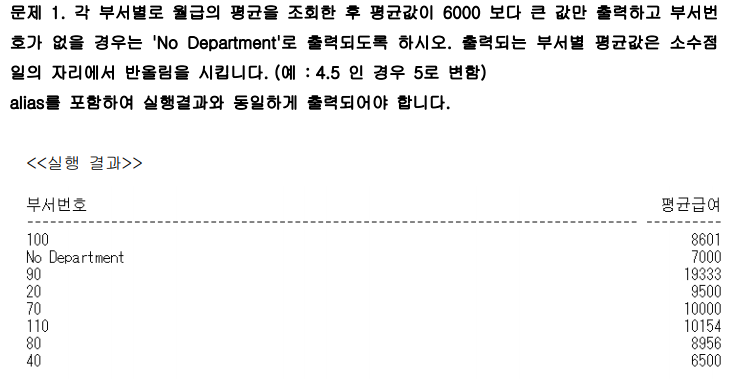 문제 1. 각 부서별로 월급의 평균을 조회한 후 평균값이 6000 보다 큰 값만 출력하고 부서번
호가 없을 경우는 'No Department'로 출력되도록 하시오. 출력되는 부서별 평균값은 소수점
일의 자리에서 반올림을 시킵니다. (예 : 4.5 인 경우 5로 변함)
alias를 포함하여 실행결과와 동일하게 출력되어야 합니다.
<<실행 결과>>
부서번호 평균급여
100 8601
No Department 7000
90 19333
20 9500
70 10000
110 10154
80 8956
40 6500